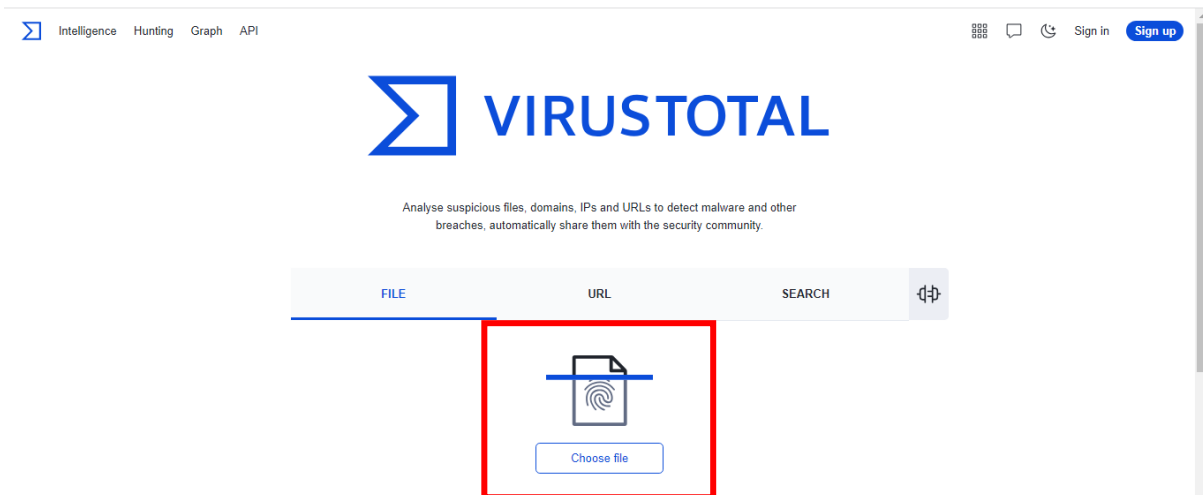 Intelligence Hunting Graph API Sign in Sign up
VIRUSTOTAL
Analyse suspicious files, domains, IPs and URLs to detect malware and other
breaches, automatically share them with the security community.
FILE URL SEARCH
Choose file